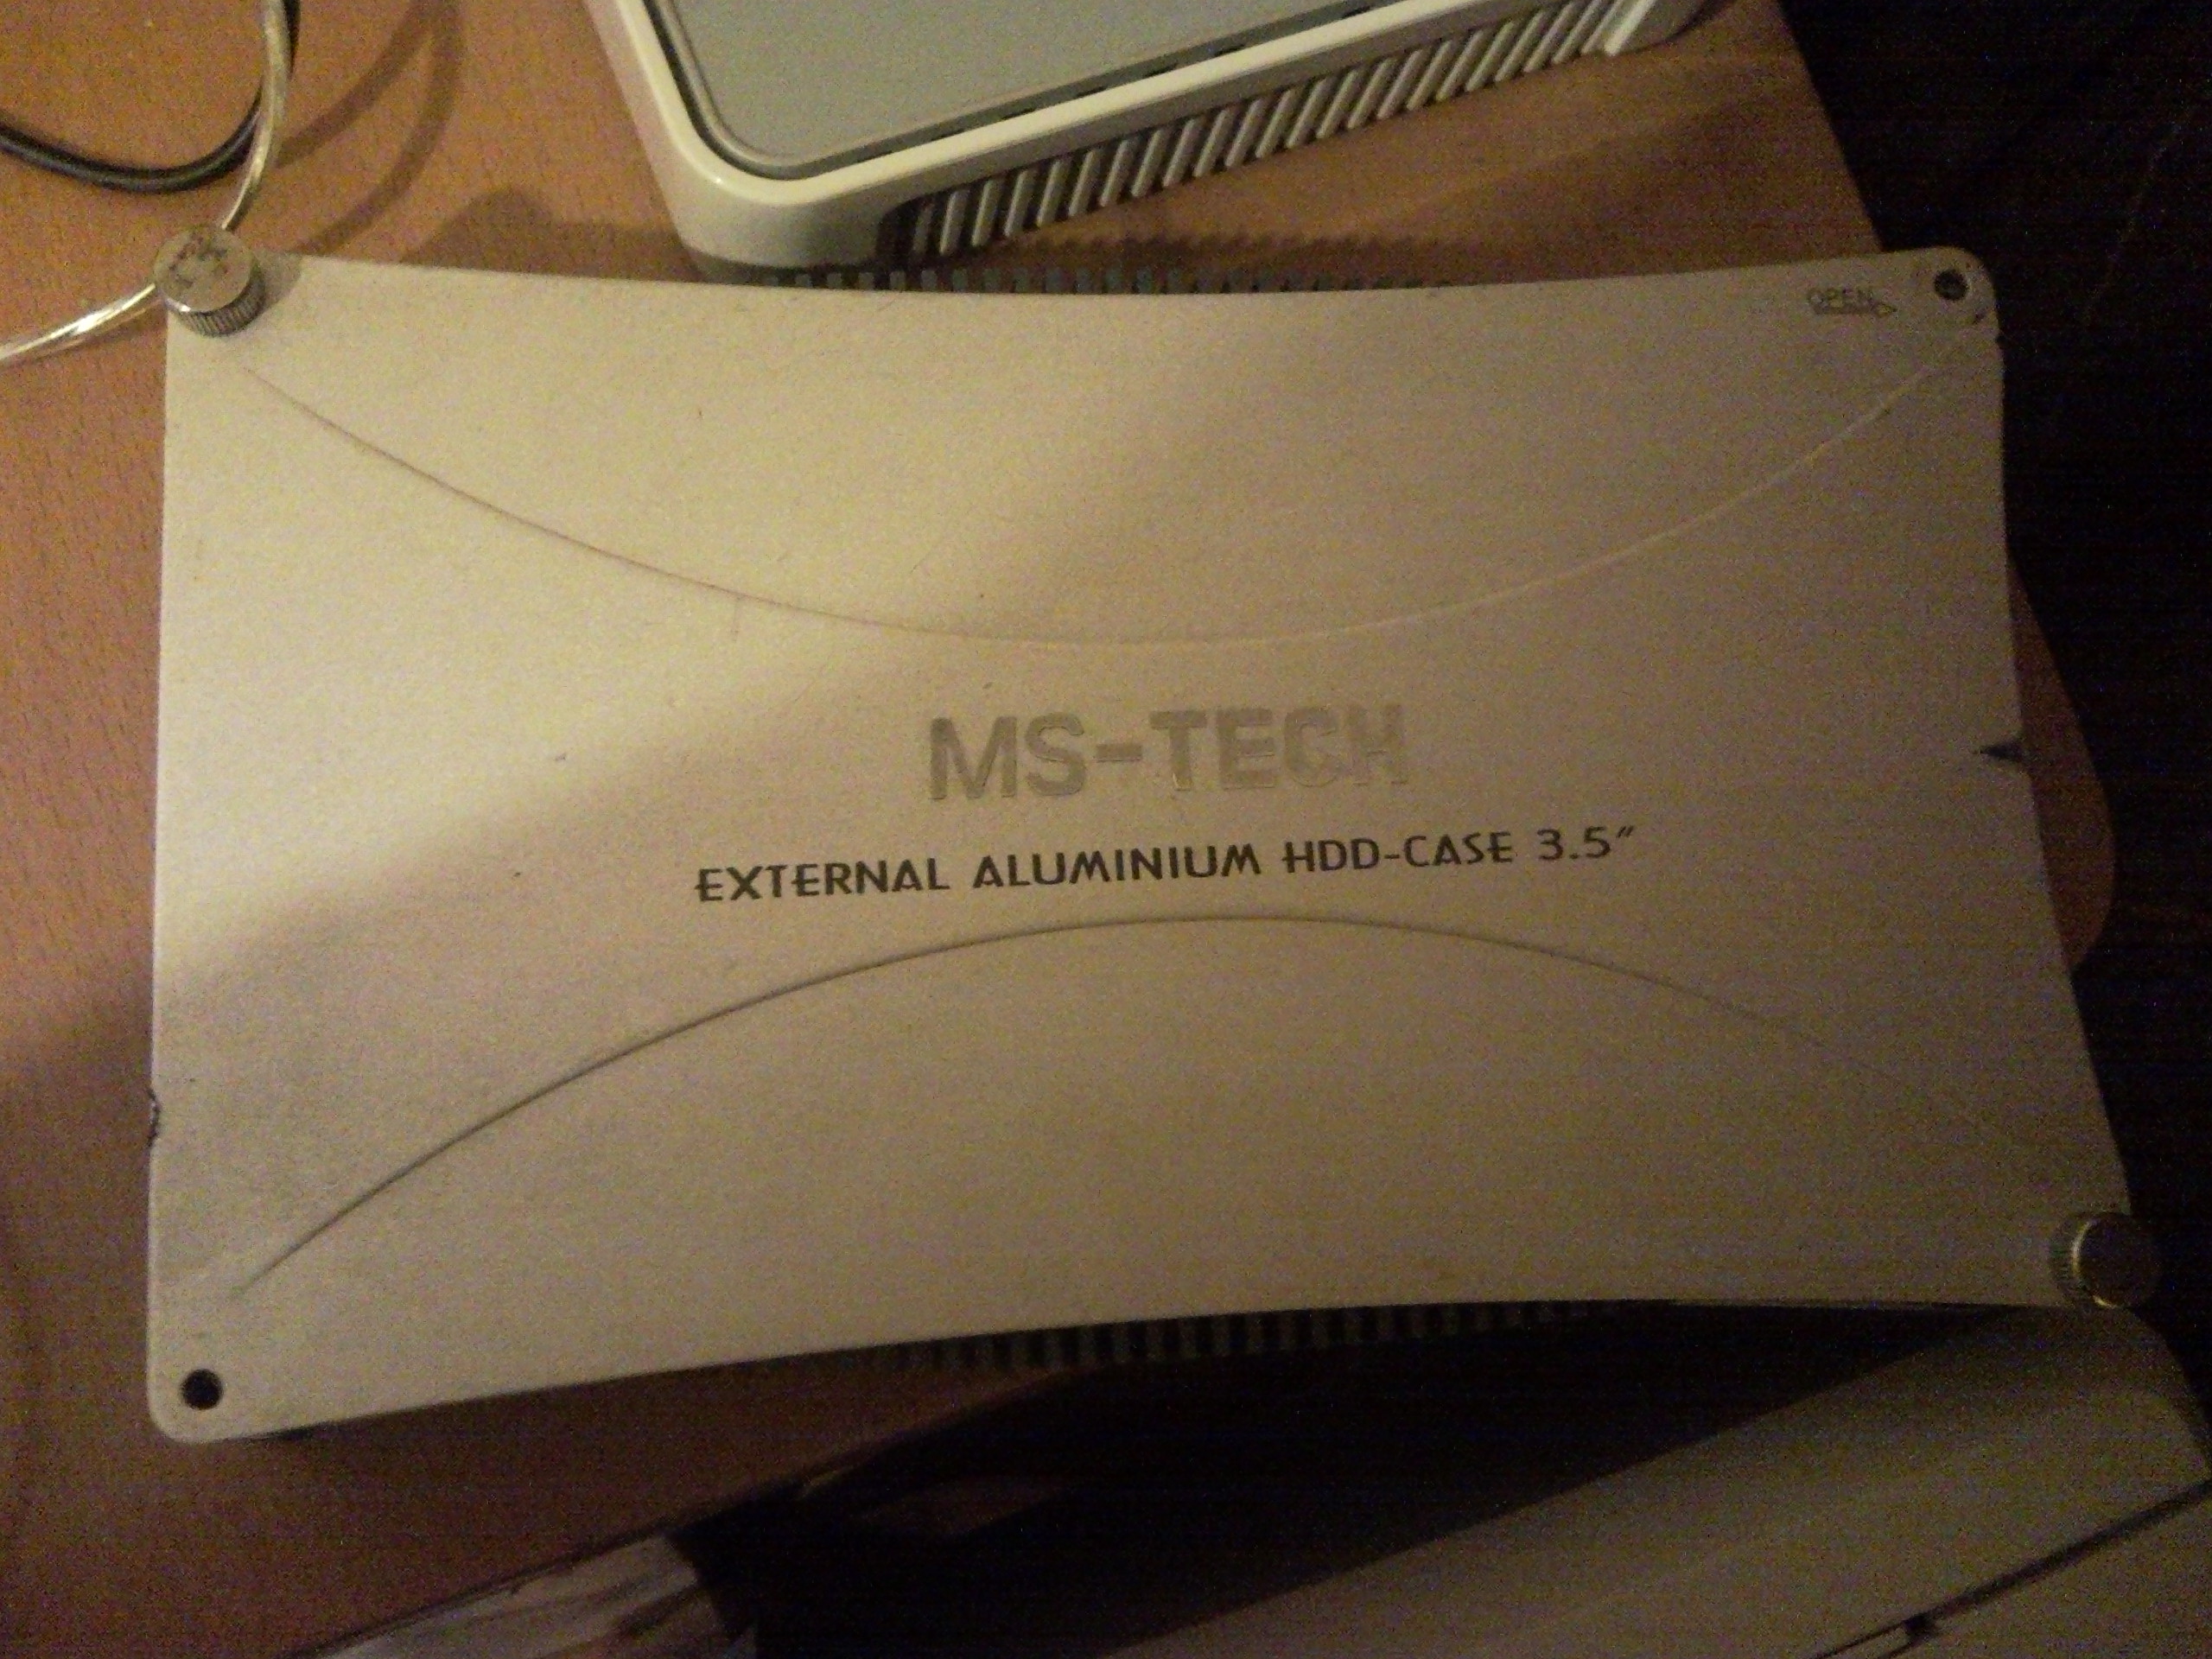 OPEN
MS-TECH
EXTERNAL ALUMINIUM HDD-CASE 3.5"